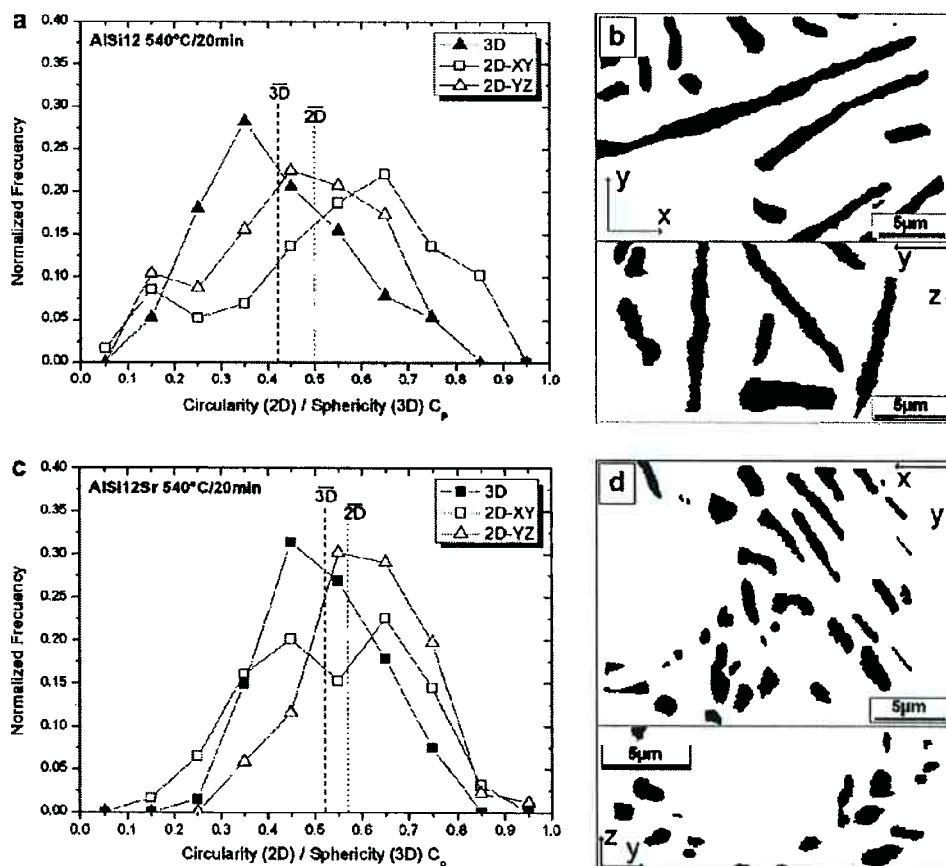 a
AlSi12 540°C/20min
3D
2D-XY
2D-YZ
3D
2D
0.40
0.35
0.30
0.25
0.20
0.15
0.10
0.05
0.00
Normalized Frecuency
0.0 0.1 0.2 0.3 0.4 0.5 0.6 0.7 0.8 0.9 1.0
Circularity (2D) / Sphericity (3D) Cp
b
y
x
5µm
y
z
5µm
c
AlSi12Sr 540°C/20min
3D
2D-XY
2D-YZ
3D
2D
0.40
0.35
0.30
0.25
0.20
0.15
0.10
0.05
0.00
Normalized Frecuency
0.0 0.1 0.2 0.3 0.4 0.5 0.6 0.7 0.8 0.9 1.0
Circularity (2D) / Sphericity (3D) Cp
d
x
y
5µm
5µm
z
y